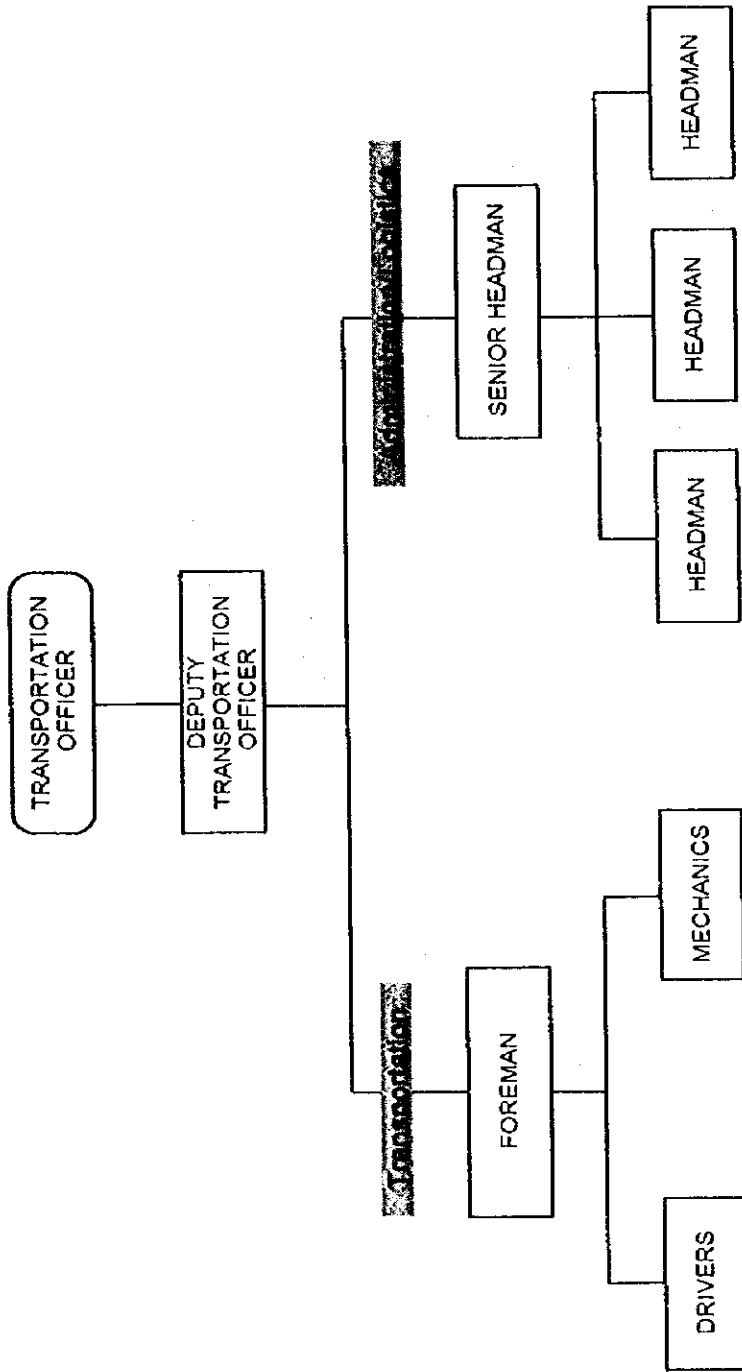 TRANSPORTATION
OFFICER
DEPUTY
TRANSPORTATION
OFFICER
Transportation
FOREMAN
SENIOR HEADMAN
DRIVERS
MECHANICS
HEADMAN
HEADMAN
HEADMAN